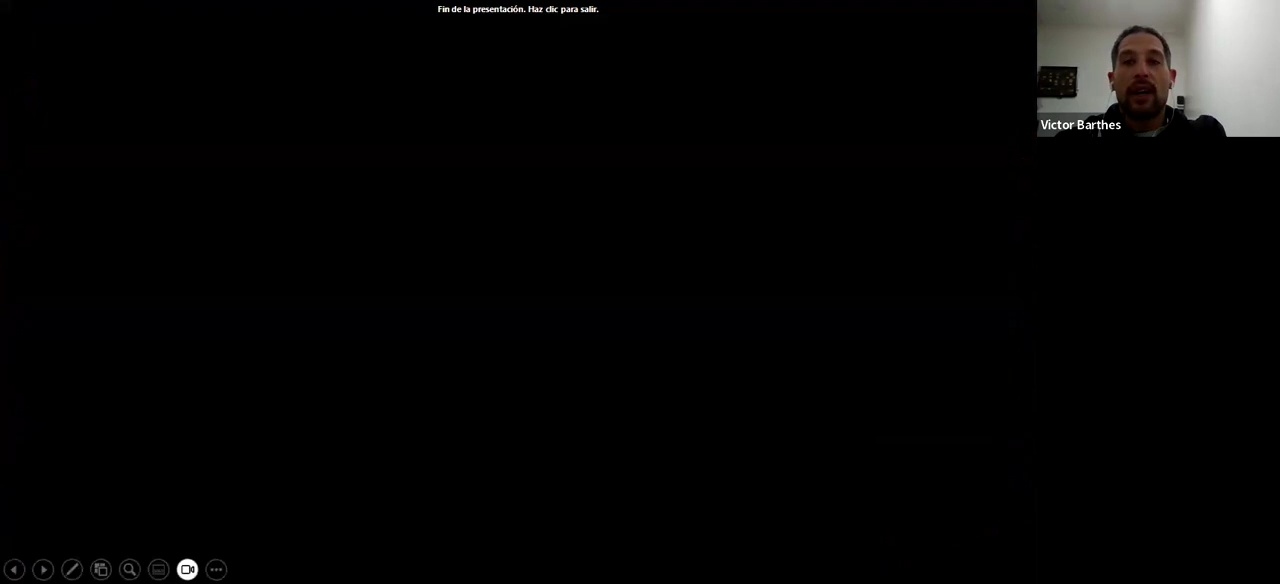 Fin de la presentación. Haz clic para salir.
Victor Barthes